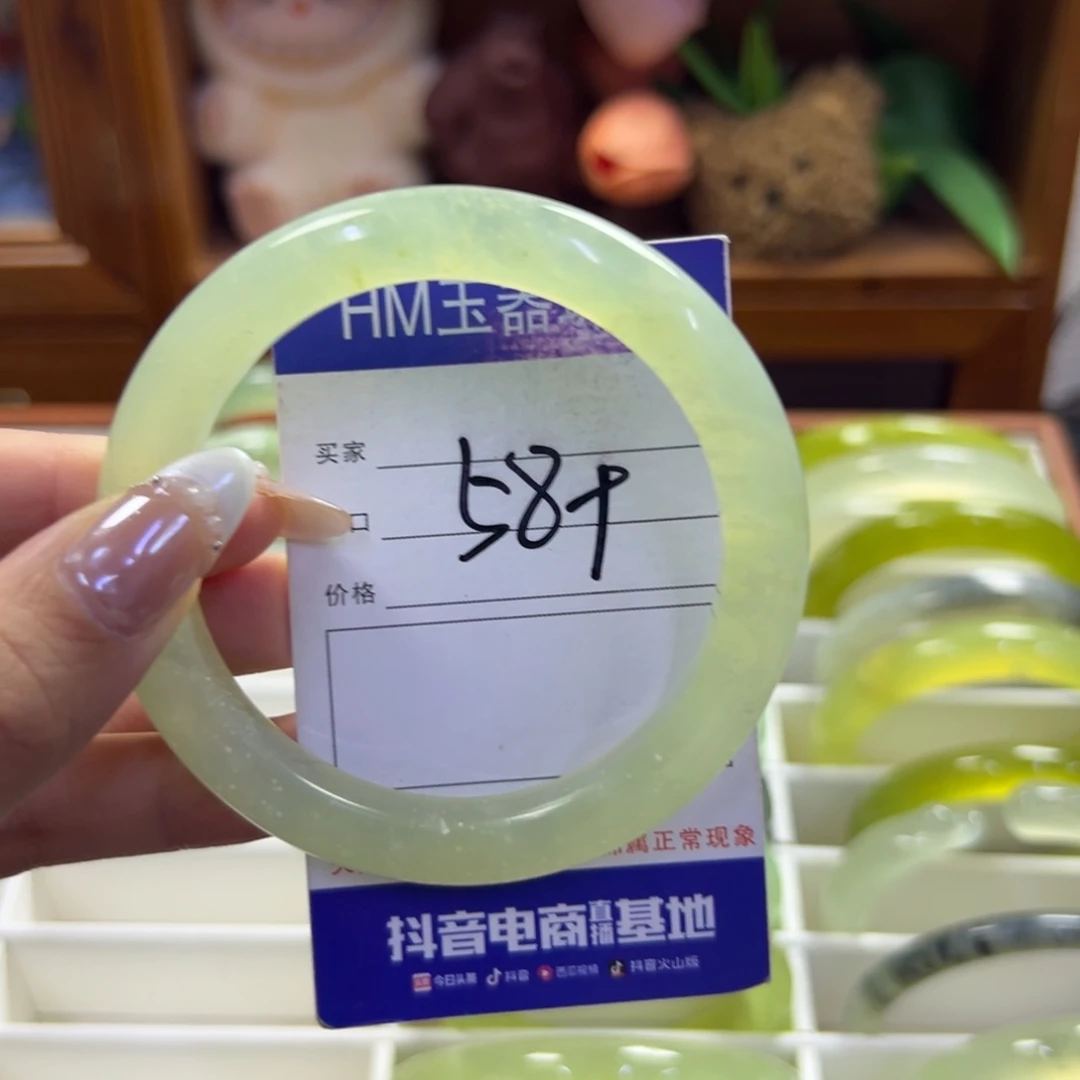 HM玉器
买家
58+
口
价格
属正常现象
抖音电商直播基地
今日头条 抖音 西瓜视频 抖音火山版